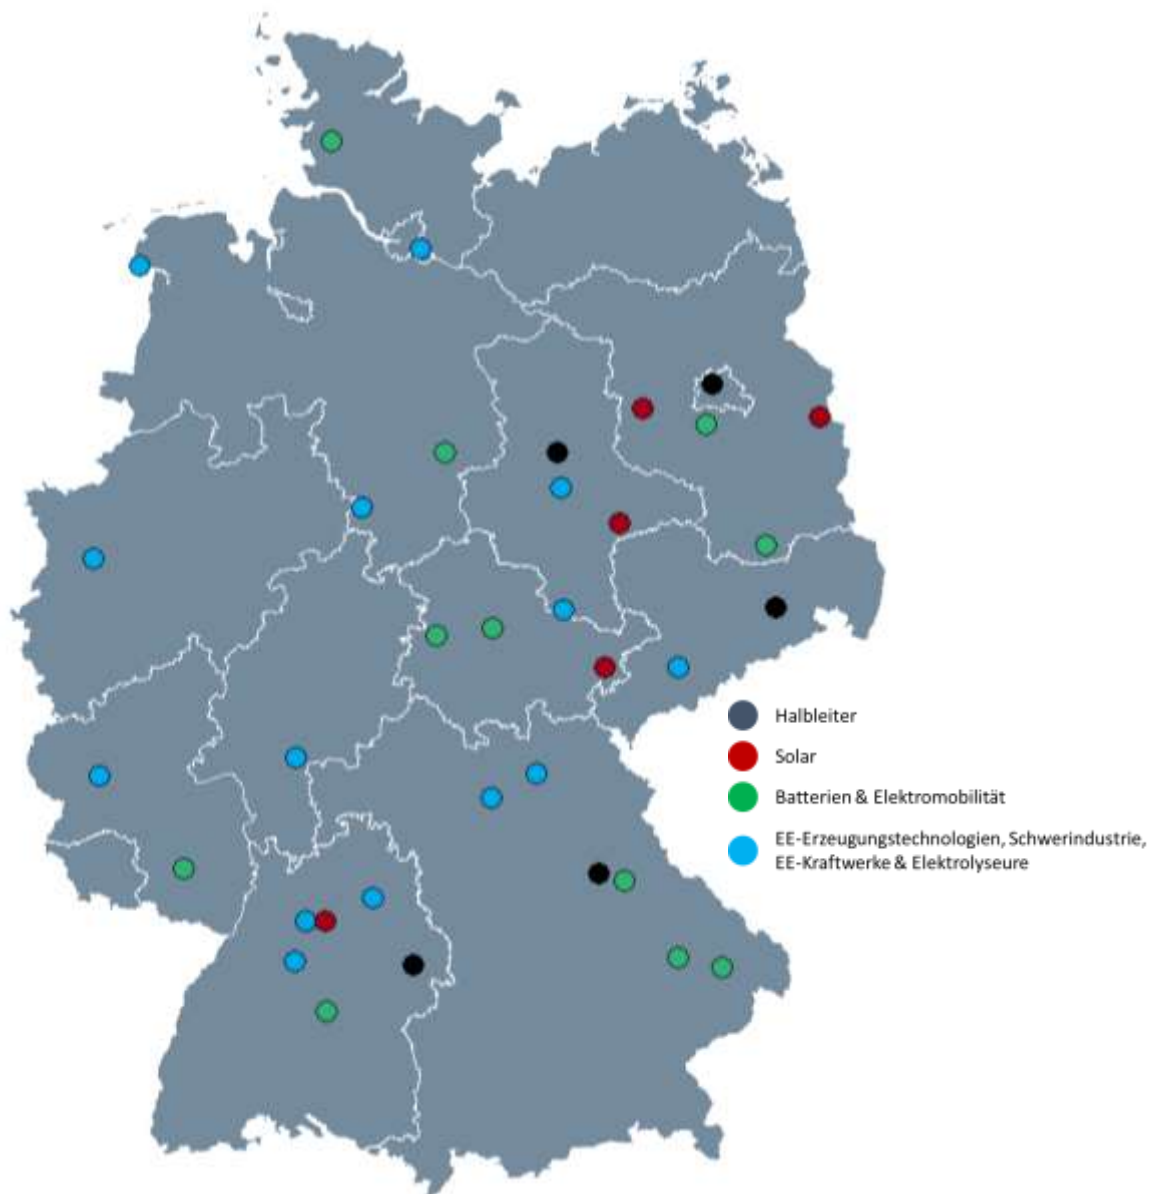 Halbleiter
Solar
Batterien & Elektromobilität
EE-Erzeugungstechnologien, Schwerindustrie,
EE-Kraftwerke & Elektrolyseure